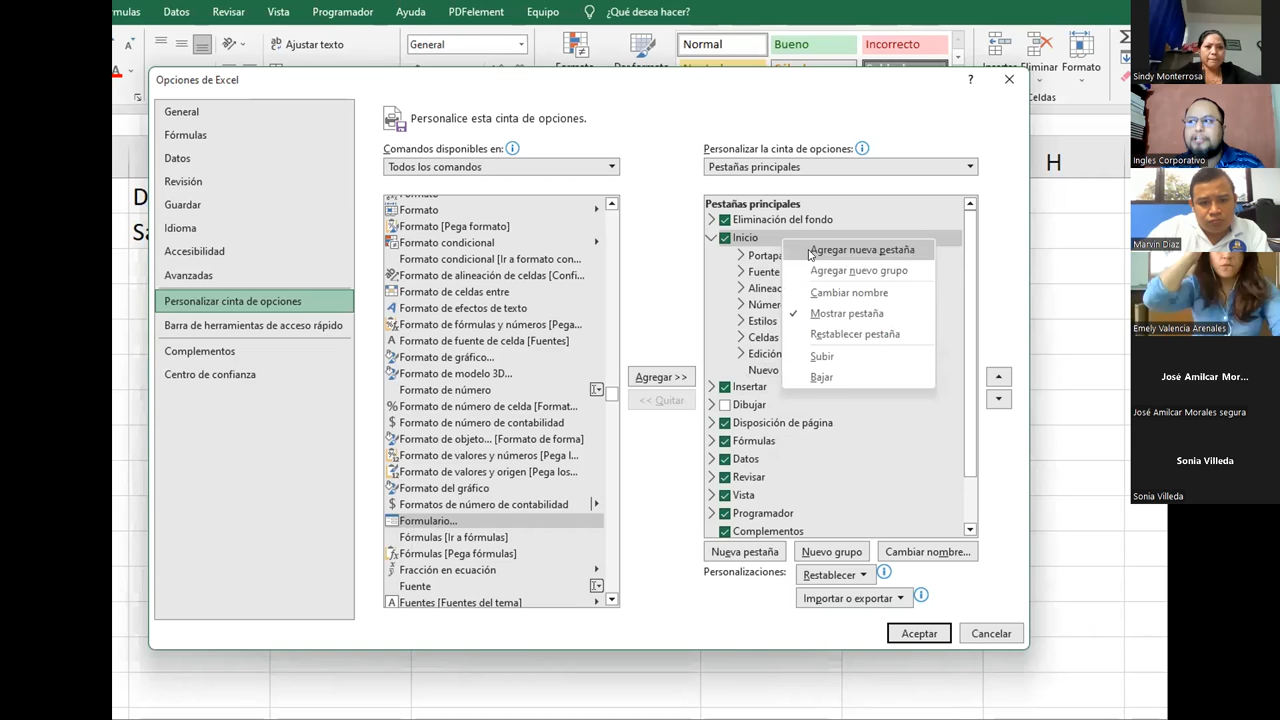 rmulas Datos Revisar Vista Programador Ayuda PDFelement Equipo ¿Qué desea hacer?
Ajustar texto
General
Normal
Bueno
Incorrecto
Insertar Eliminar Formato
Celdas
H
Opciones de Excel
?
General
Fórmulas
Datos
Revisión
Guardar
Idioma
Accesibilidad
Avanzadas
Personalizar cinta de opciones
Barra de herramientas de acceso rápido
Complementos
Centro de confianza
Personalice esta cinta de opciones.
Comandos disponibles en:
Todos los comandos
Formato
Formato
Formato [Pega formato]
Formato condicional
Formato condicional [Ir a formato con...
Formato de alineación de celdas [Confi...
Formato de celdas entre
Formato de efectos de texto
Formato de fórmulas y números [Pega...
Formato de fuente de celda [Fuentes]
Formato de gráfico...
Formato de modelo 3D...
Formato de número
Formato de número de celda [Format...
Formato de número de contabilidad
Formato de objeto... [Formato de forma]
Formato de valores y números [Pega l...
Formato de valores y origen [Pega los...
Formato del gráfico
Formatos de número de contabilidad
Formulario...
Fórmulas [Ir a fórmulas]
Fórmulas [Pega fórmulas]
Fracción en ecuación
Fuente
Fuentes [Fuentes del tema]
Agregar >>
<< Quitar
Personalizar la cinta de opciones:
Pestañas principales
Pestañas principales
Eliminación del fondo
Inicio
Portapa
Fuente
Alineac
Númer
Estilos
Celdas
Edición
Nuevo
Insertar
Dibujar
Disposición de página
Fórmulas
Datos
Revisar
Vista
Programador
Complementos
Agregar nueva pestaña
Agregar nuevo grupo
Cambiar nombre
Mostrar pestaña
Restablecer pestaña
Subir
Bajar
Nueva pestaña
Nuevo grupo
Cambiar nombre...
Personalizaciones:
Restablecer
Importar o exportar
Aceptar
Cancelar
Sindy Monterrosa
Ingles Corporativo
Marvin Diaz
Emely Valencia Arenales
José Amilcar Mor...
José Amilcar Morales segura
Sonia Villeda
Sonia Villeda